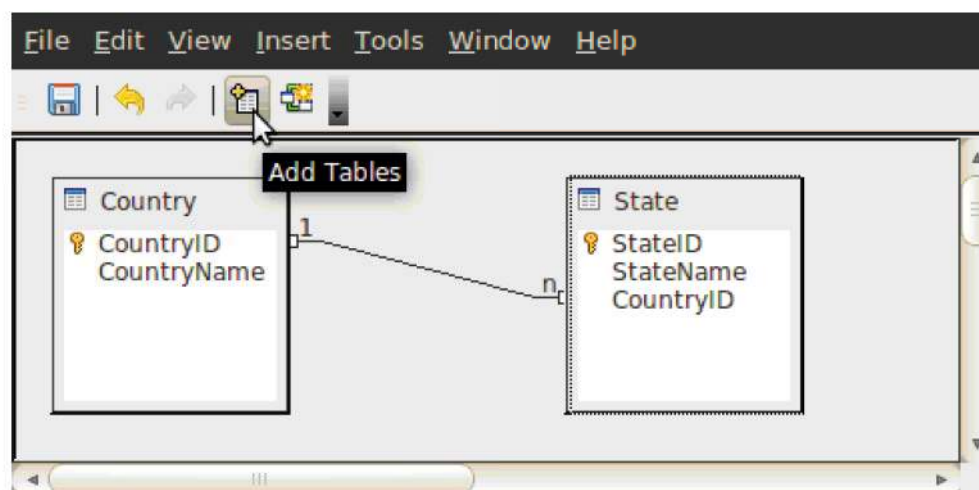 File Edit View Insert Tools Window Help
Add Tables
Country
CountryID
CountryName
1
n
State
StateID
StateName
CountryID